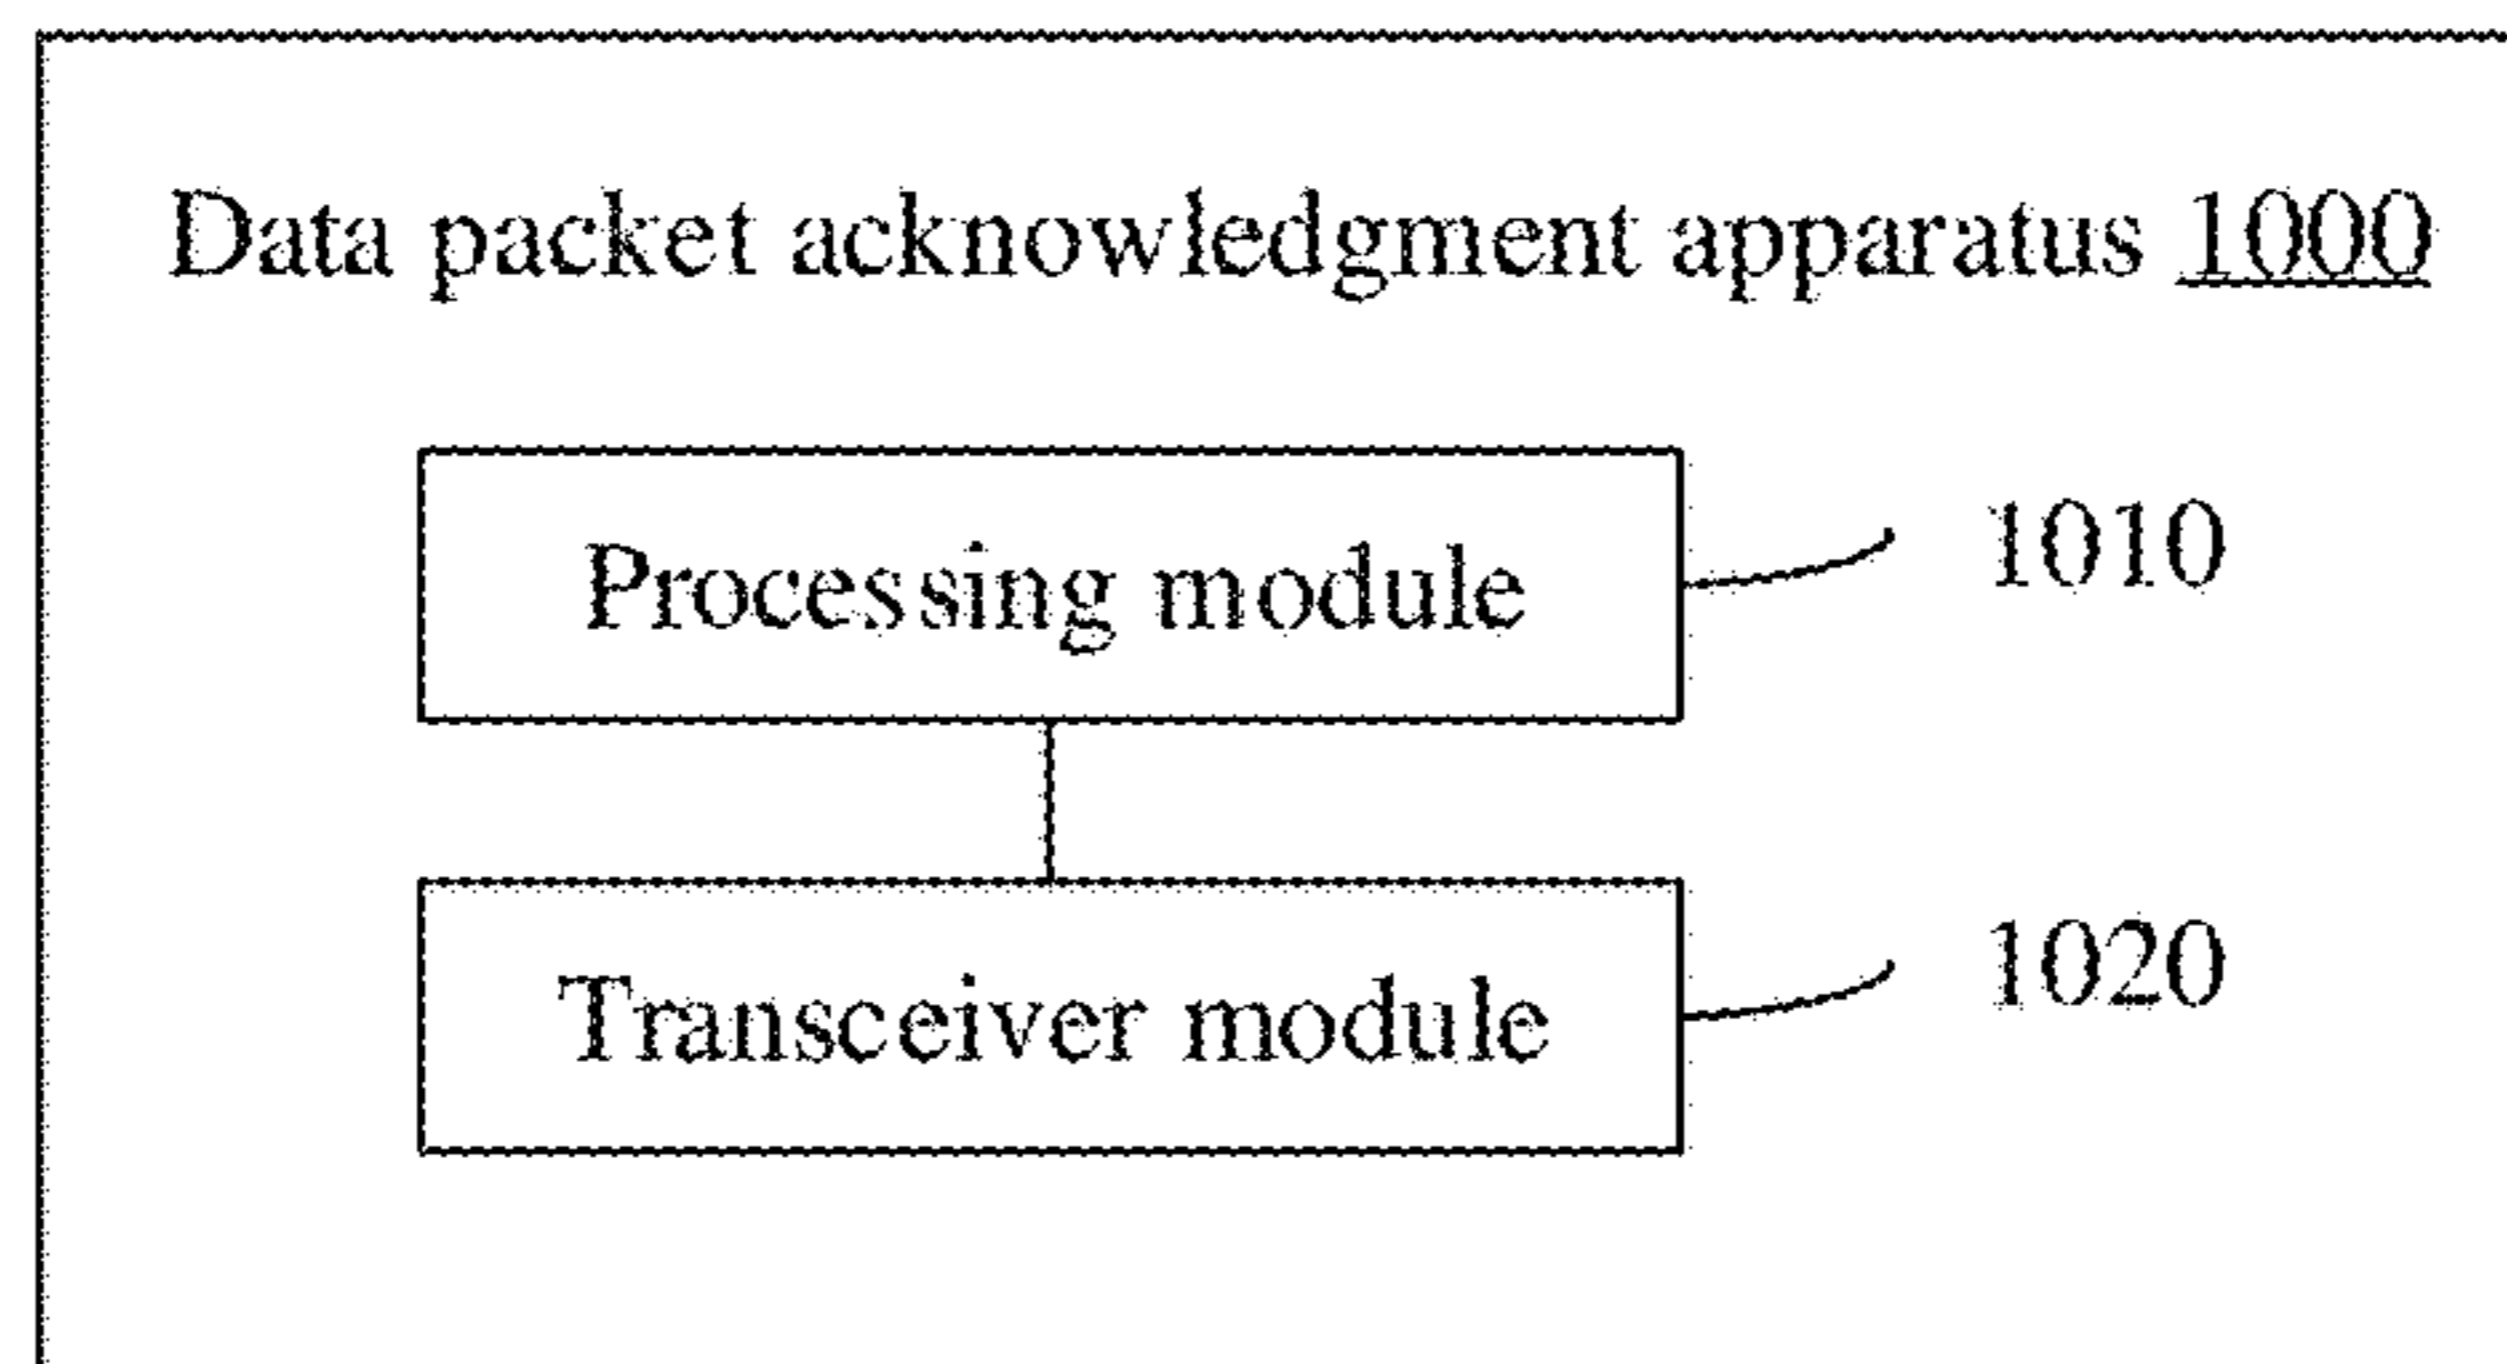 Data packet acknowledgment apparatus 1000
Processing module
1010
Transceiver module
1020